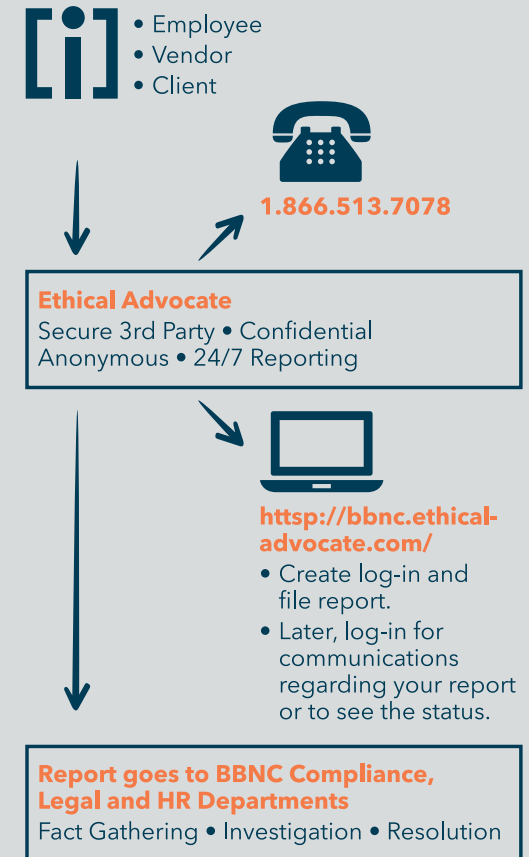 [i]
• Employee
• Vendor
• Client
1.866.513.7078
Ethical Advocate
Secure 3rd Party • Confidential
Anonymous • 24/7 Reporting
httsp://bbnc.ethical-
advocate.com/
• Create log-in and
file report.
• Later, log-in for
communications
regarding your report
or to see the status.
Report goes to BBNC Compliance,
Legal and HR Departments
Fact Gathering • Investigation • Resolution